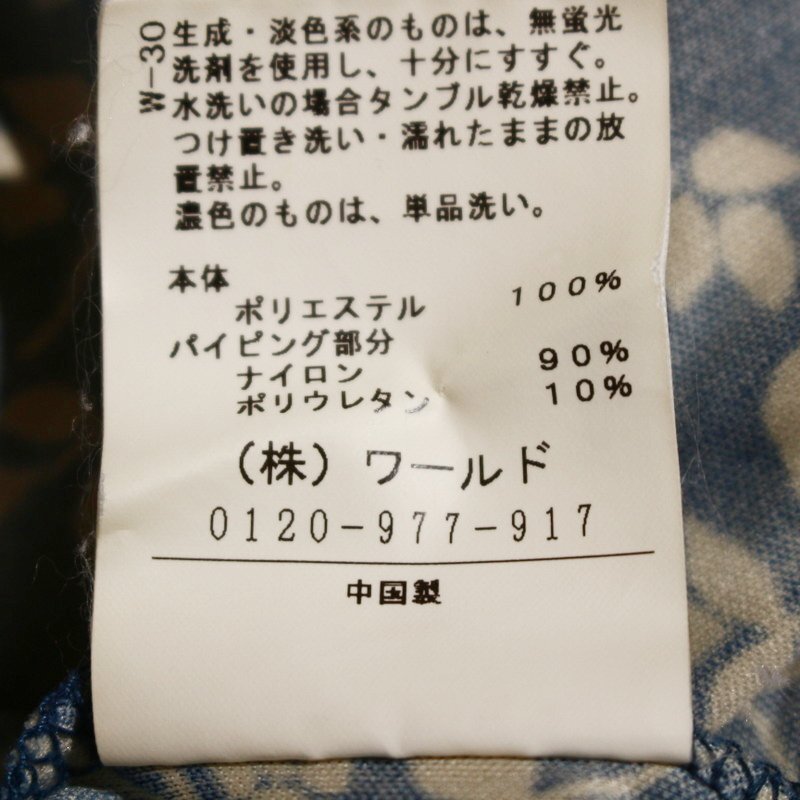 W-30
生成・淡色系のものは、無蛍光
洗剤を使用し、十分にすすぐ。
水洗いの場合タンブル乾燥禁止。
つけ置き洗い・濡れたままの放
置禁止。
濃色のものは、単品洗い。
本体
ポリエステル 100%
パイピング部分
ナイロン 90%
ポリウレタン 10%
(株) ワールド
0120-977-917
中国製